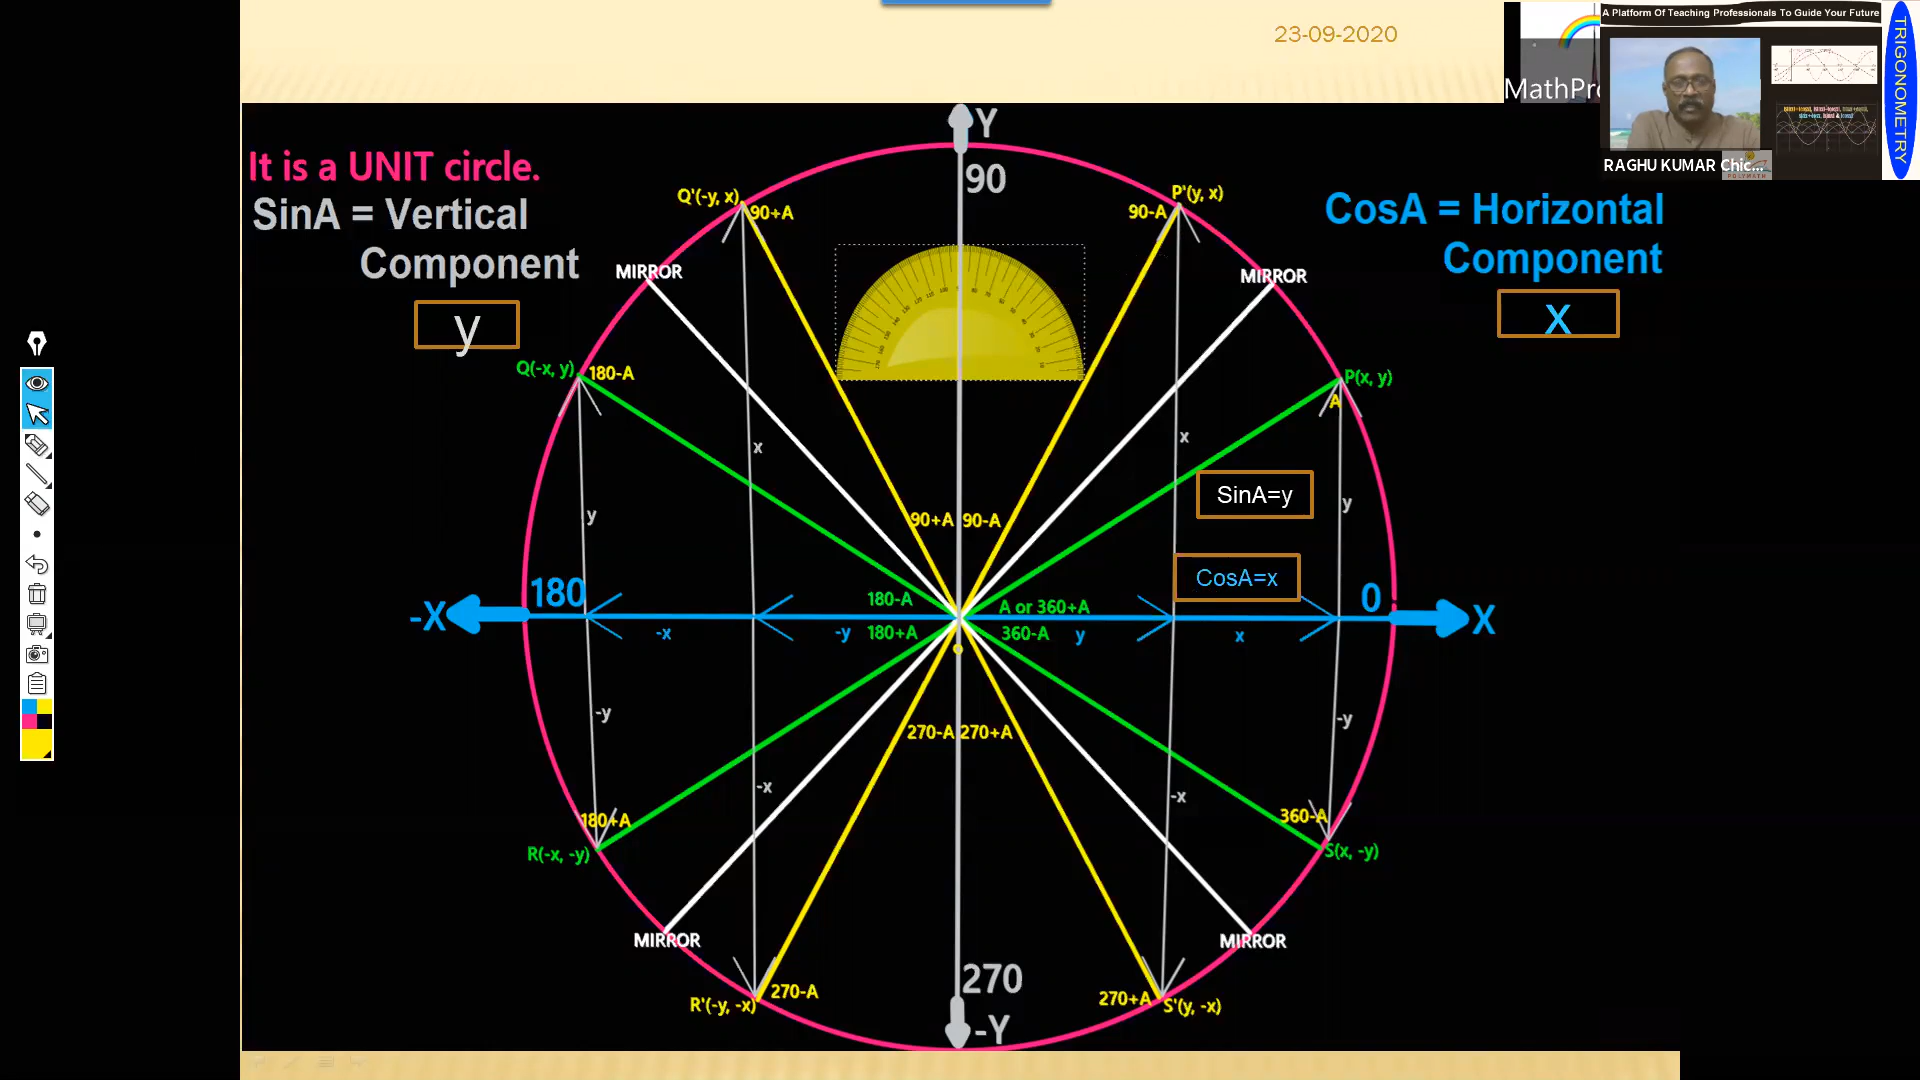 23-09-2020
MathPro
A Platform Of Teaching Professionals To Guide Your Future
TRIGONOMETRY
RAGHU KUMAR Chic...
POLYMATH
It is a UNIT circle.
SinA = Vertical
Component
y
CosA = Horizontal
Component
x
Y
90
Q'(-y, x)
90+A
90-A
P'(y, x)
MIRROR
MIRROR
Q(-x, y)
180-A
P(x, y)
A
x
x
y
y
SinA=y
90+A
90-A
CosA=x
180
180-A
A or 360+A
0
-X
X
-x
-y
180+A
360-A
y
x
O
-y
-y
270-A
270+A
-x
-x
180+A
360-A
R(-x, -y)
S(x, -y)
MIRROR
MIRROR
270
R'(-y, -x)
270-A
270+A
S'(y, -x)
-Y